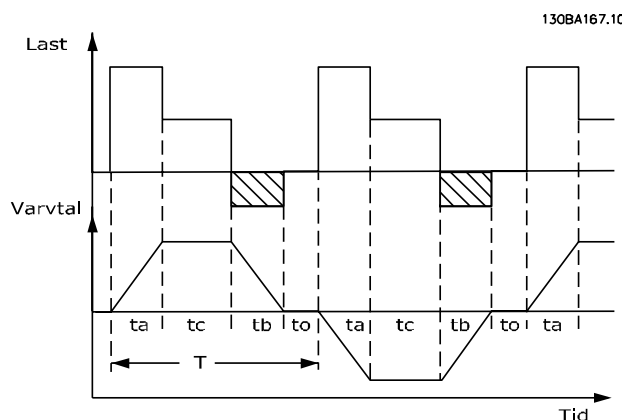 130BA167.10
Last
Varvtal
ta tc tb to ta tc tb to ta
T
Tid